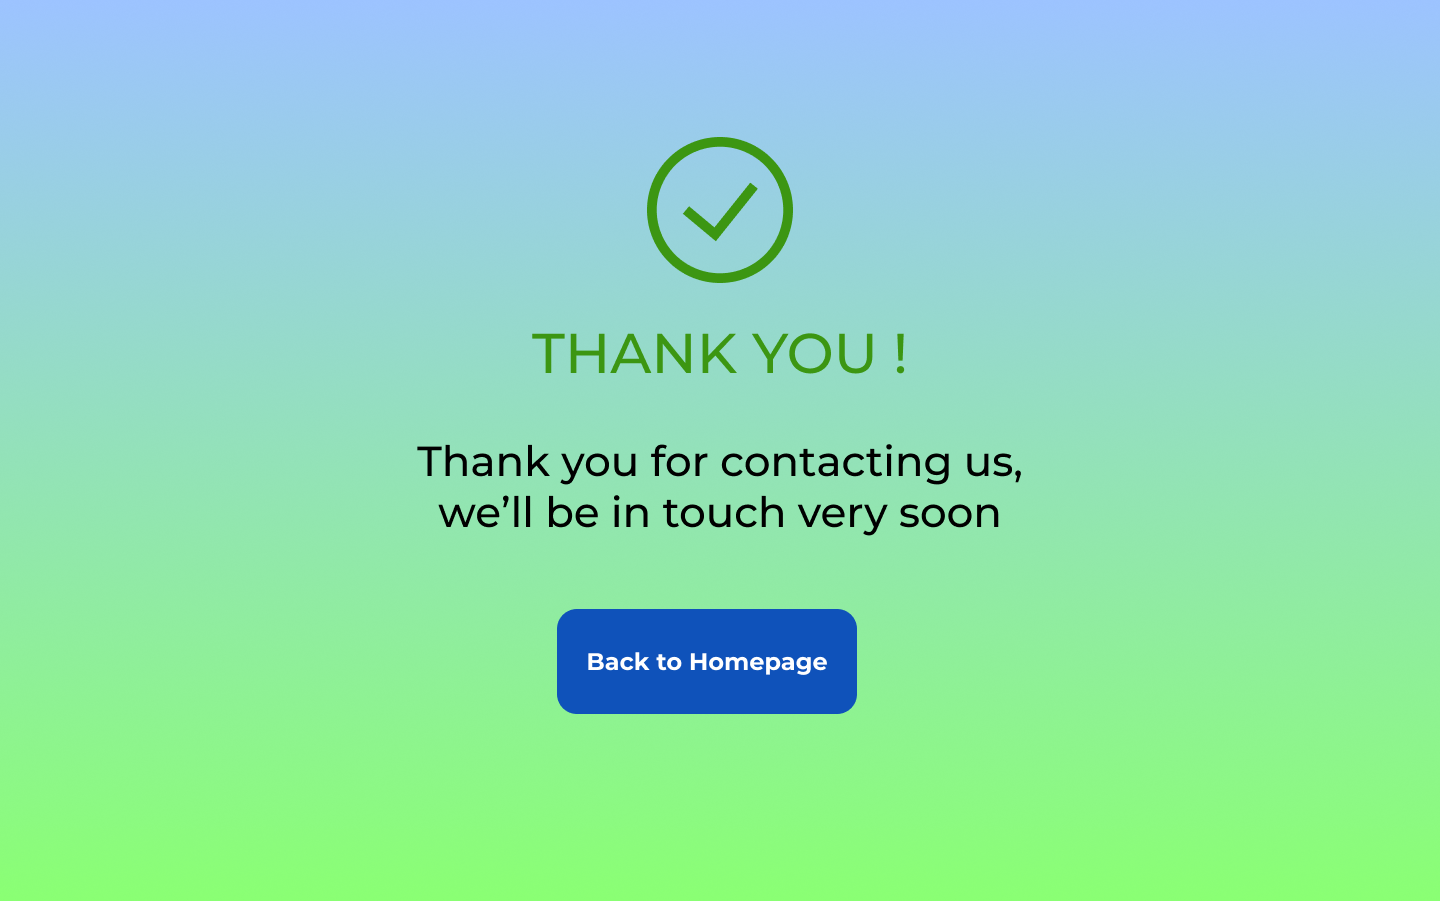 THANK YOU !
Thank you for contacting us,
we’ll be in touch very soon
Back to Homepage